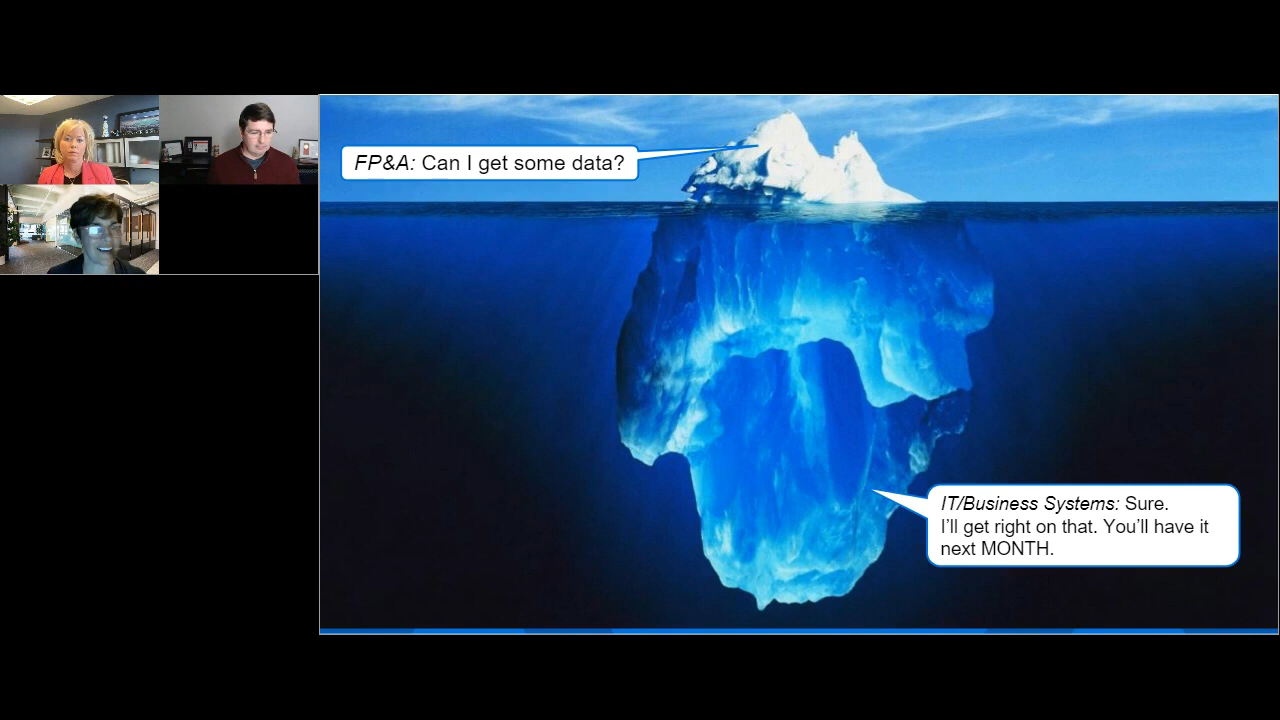 FP&A: Can I get some data?
IT/Business Systems: Sure.
I’ll get right on that. You’ll have it
next MONTH.